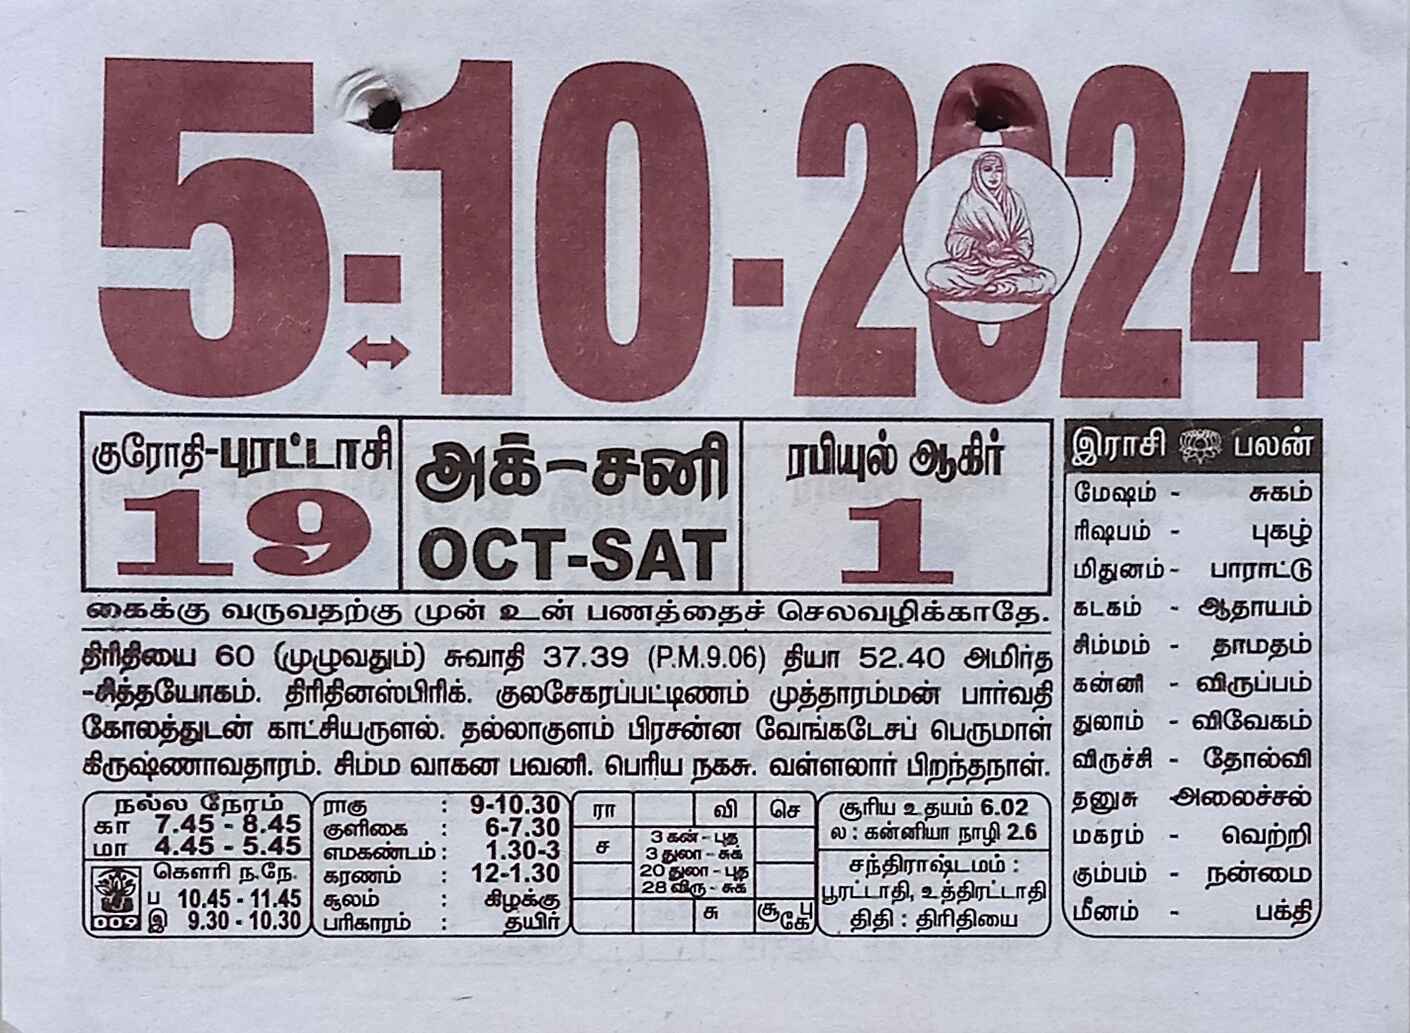 5-10-2024
குரோதி-புரட்டாசி
19
அக்-சனி
OCT-SAT
ரபியுல் ஆகிர்
1
கைக்கு வருவதற்கு முன் உன் பணத்தைச் செலவழிக்காதே.
திரிதியை 60 (முழுவதும்) சுவாதி 37.39 (P.M.9.06) தியா 52.40 அமிர்த
-சித்தயோகம். திரிதினஸ்பிரிக். குலசேகரப்பட்டிணம் முத்தாரம்மன் பார்வதி
கோலத்துடன் காட்சியருளல். தல்லாகுளம் பிரசன்ன வேங்கடேசப் பெருமாள்
கிருஷ்ணாவதாரம். சிம்ம வாகன பவனி. பெரிய நகசு. வள்ளலார் பிறந்தநாள்.
நல்ல நேரம்
கா 7.45 - 8.45
மா 4.45 - 5.45
கௌரி ந.நே.
ப 10.45 - 11.45
இ 9.30 - 10.30
009
ராகு : 9-10.30
குளிகை : 6-7.30
எமகண்டம் : 1.30-3
கரணம் : 12-1.30
சூலம் : கிழக்கு
பரிகாரம் : தயிர்
ரா வி செ
ச
3 கன் - புத
3 துலா - சுக்
20 துலா - புத
28 விரு - சுக்
சு சூ பு கே
சூரிய உதயம் 6.02
ல : கன்னியா நாழி 2.6
சந்திராஷ்டமம் :
பூரட்டாதி, உத்திரட்டாதி
திதி : திரிதியை
இராசி பலன்
மேஷம் - சுகம்
ரிஷபம் - புகழ்
மிதுனம் - பாராட்டு
கடகம் - ஆதாயம்
சிம்மம் - தாமதம்
கன்னி - விருப்பம்
துலாம் - விவேகம்
விருச்சி - தோல்வி
தனுசு - அலைச்சல்
மகரம் - வெற்றி
கும்பம் - நன்மை
மீனம் - பக்தி